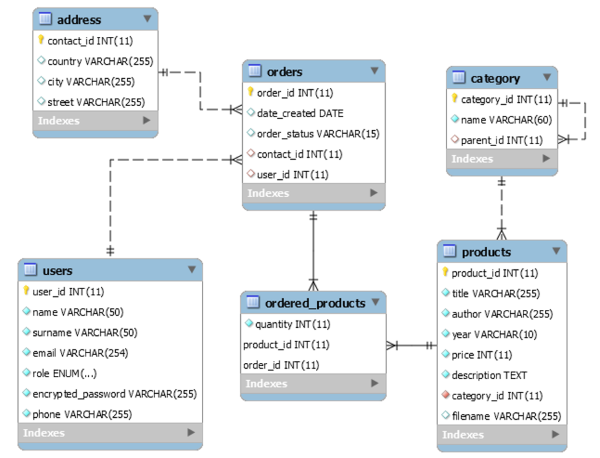 address
contact_id INT(11)
country VARCHAR(255)
city VARCHAR(255)
street VARCHAR(255)
Indexes
orders
order_id INT(11)
date_created DATE
order_status VARCHAR(15)
contact_id INT(11)
user_id INT(11)
Indexes
category
category_id INT(11)
name VARCHAR(60)
parent_id INT(11)
Indexes
users
user_id INT(11)
name VARCHAR(50)
surname VARCHAR(50)
email VARCHAR(254)
role ENUM(...)
encrypted_password VARCHAR(255)
phone VARCHAR(255)
Indexes
ordered_products
quantity INT(11)
product_id INT(11)
order_id INT(11)
Indexes
products
product_id INT(11)
title VARCHAR(255)
author VARCHAR(255)
year VARCHAR(10)
price INT(11)
description TEXT
category_id INT(11)
filename VARCHAR(255)
Indexes